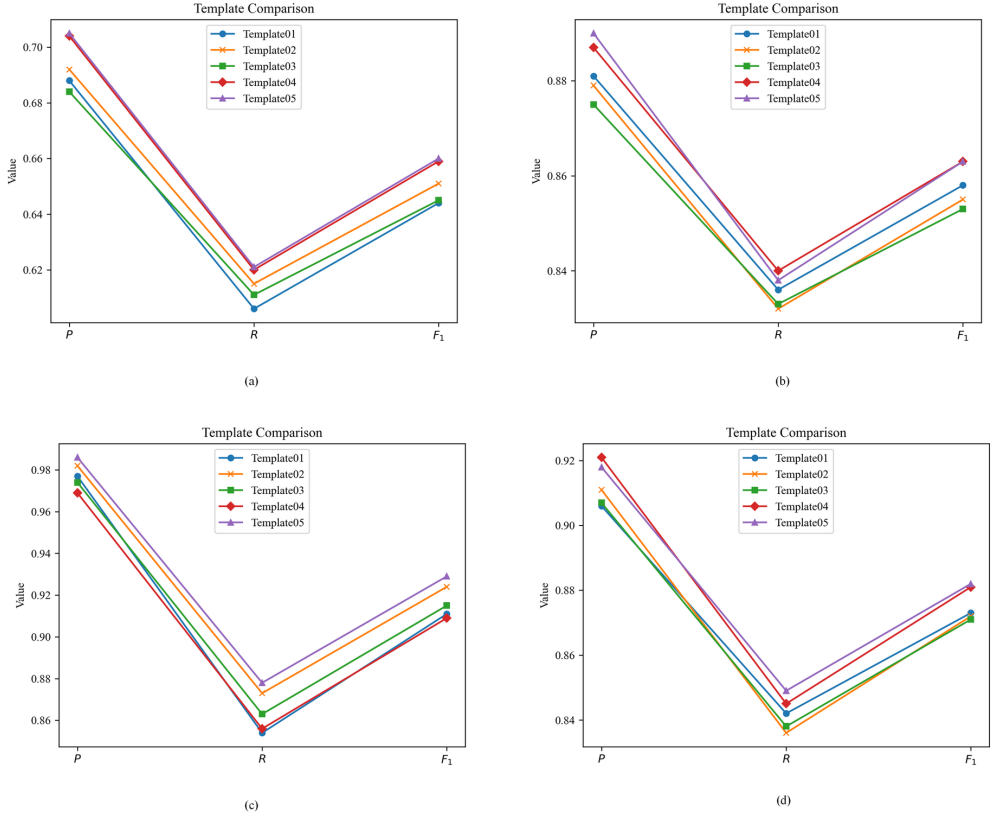 Template Comparison
Template01
Template02
Template03
Template04
Template05
0.70
0.68
0.66
0.64
0.62
Value
P R F1
(a)
Template Comparison
Template01
Template02
Template03
Template04
Template05
0.88
0.86
0.84
Value
P R F1
(b)
Template Comparison
Template01
Template02
Template03
Template04
Template05
0.98
0.96
0.94
0.92
0.90
0.88
0.86
Value
P R F1
(c)
Template Comparison
Template01
Template02
Template03
Template04
Template05
0.92
0.90
0.88
0.86
0.84
Value
P R F1
(d)